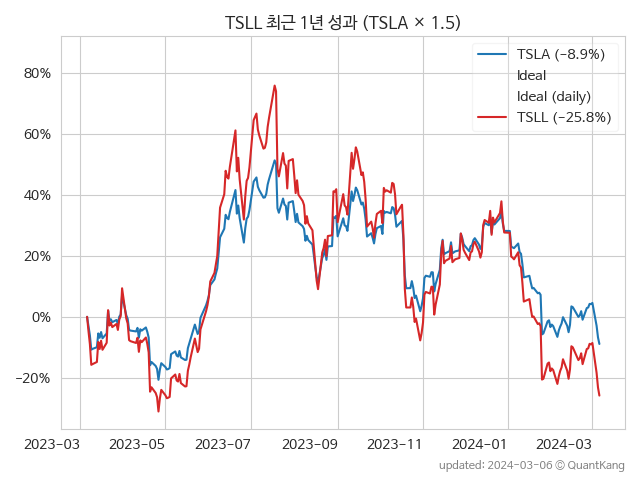 TSLL 최근 1년 성과 (TSLA × 1.5)
TSLA (−8.9%)
Ideal
Ideal (daily)
TSLL (−25.8%)
80%
60%
40%
20%
0%
−20%
2023−03
2023−05
2023−07
2023−09
2023−11
2024−01
2024−03
updated: 2024−03−06 © QuantKang